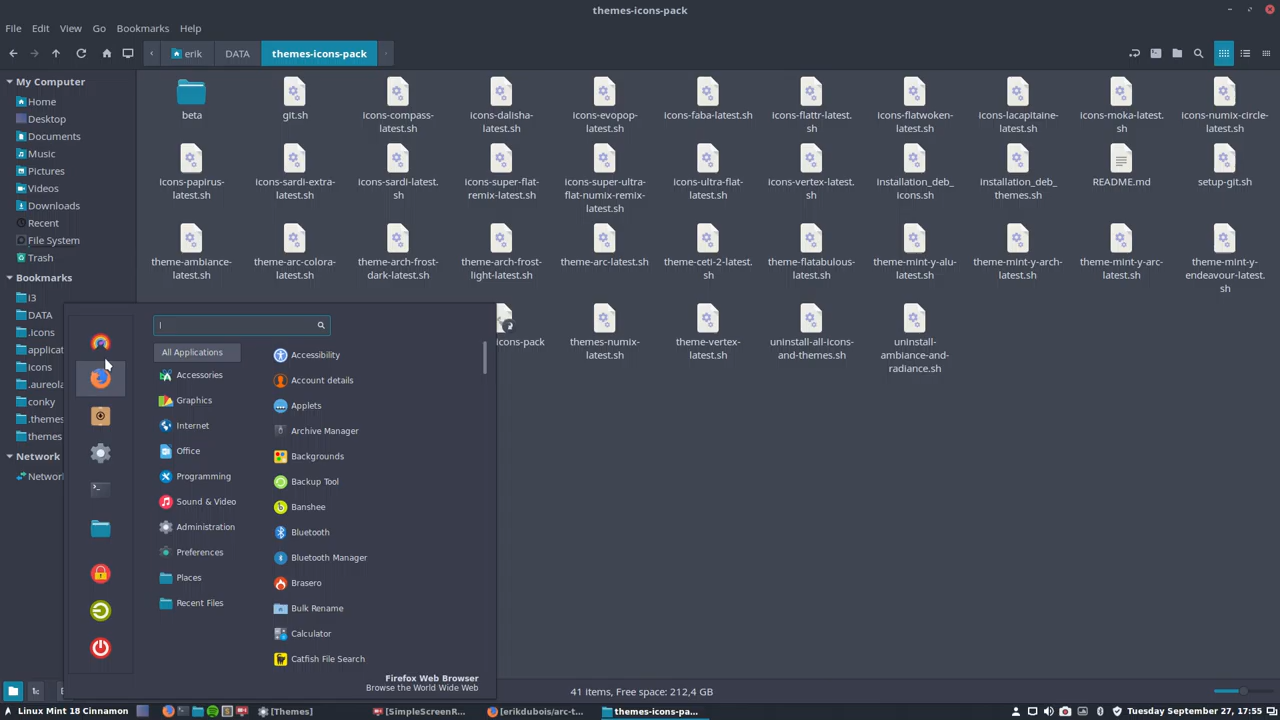 themes-icons-pack
File Edit View Go Bookmarks Help
erik DATA themes-icons-pack
My Computer
Home
Desktop
Documents
Music
Pictures
Videos
Downloads
Recent
File System
Trash
Bookmarks
I3
DATA
.icons
applicat
icons
.aureola
conky
.themes
themes
Network
Networ
beta
git.sh
icons-compass-
latest.sh
icons-dalisha-
latest.sh
icons-evopop-
latest.sh
icons-faba-latest.sh
icons-flattr-latest.
sh
icons-flatwoken-
latest.sh
icons-lacapitaine-
latest.sh
icons-moka-latest.
sh
icons-numix-circle-
latest.sh
icons-papirus-
latest.sh
icons-sardi-extra-
latest.sh
icons-sardi-latest.
sh
icons-super-flat-
remix-latest.sh
icons-super-ultra-
flat-numix-remix-
latest.sh
icons-ultra-flat-
latest.sh
icons-vertex-latest.
sh
installation_deb_
icons.sh
installation_deb_
themes.sh
README.md
setup-git.sh
theme-ambiance-
latest.sh
theme-arc-colora-
latest.sh
theme-arch-frost-
dark-latest.sh
theme-arch-frost-
light-latest.sh
theme-arc-latest.sh
theme-ceti-2-latest.
sh
theme-flatabulous-
latest.sh
theme-mint-y-alu-
latest.sh
theme-mint-y-arch-
latest.sh
theme-mint-y-arc-
latest.sh
theme-mint-y-
endeavour-latest.
sh
icons-pack
themes-numix-
latest.sh
theme-vertex-
latest.sh
uninstall-all-icons-
and-themes.sh
uninstall-
ambiance-and-
radiance.sh
All Applications
Accessories
Graphics
Internet
Office
Programming
Sound & Video
Administration
Preferences
Places
Recent Files
Accessibility
Account details
Applets
Archive Manager
Backgrounds
Backup Tool
Banshee
Bluetooth
Bluetooth Manager
Brasero
Bulk Rename
Calculator
Catfish File Search
Firefox Web Browser
Browse the World Wide Web
41 items, Free space: 212,4 GB
Linux Mint 18 Cinnamon [Themes] [SimpleScreenR... [erikdubois/arc-t... themes-icons-pa... Tuesday September 27, 17:55